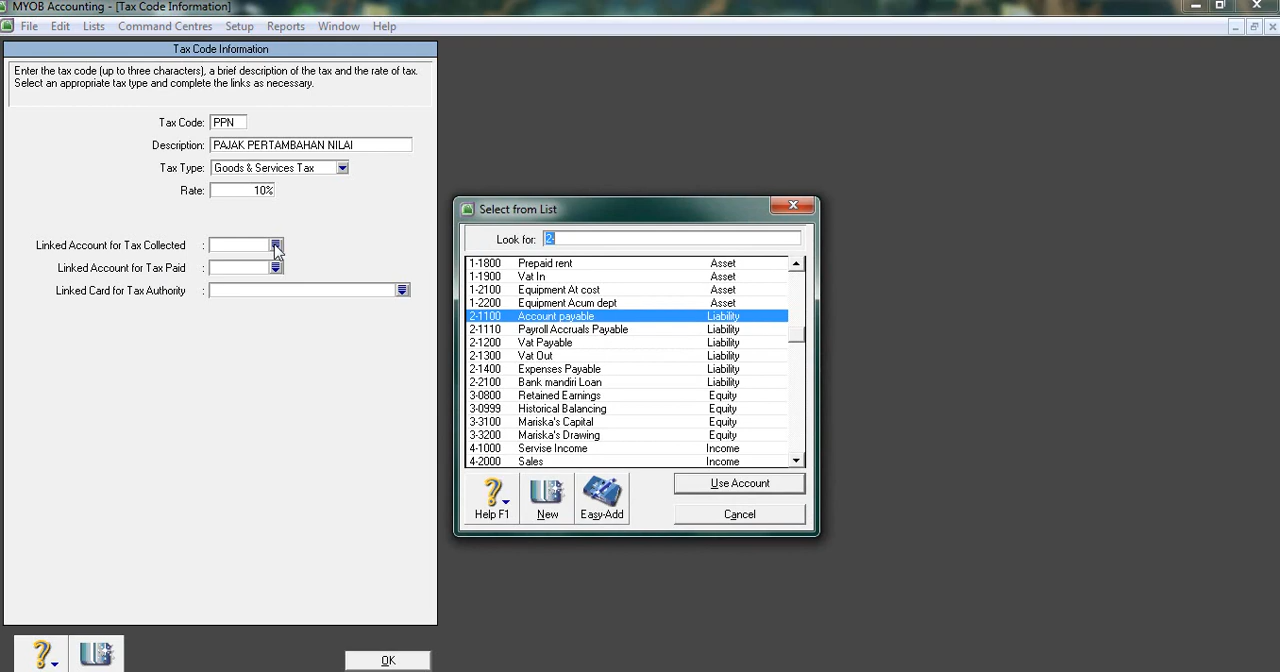 MYOB Accounting - [Tax Code Information]
File Edit Lists Command Centres Setup Reports Window Help
Tax Code Information
Enter the tax code (up to three characters), a brief description of the tax and the rate of tax.
Select an appropriate tax type and complete the links as necessary.
Tax Code: PPN
Description: PAJAK PERTAMBAHAN NILAI
Tax Type: Goods & Services Tax
Rate: 10%
Linked Account for Tax Collected :
Linked Account for Tax Paid :
Linked Card for Tax Authority :
OK
Select from List
Look for: 2-
1-1800 Prepaid rent Asset
1-1900 Vat In Asset
1-2100 Equipment At cost Asset
1-2200 Equipment Acum dept Asset
2-1100 Account payable Liability
2-1110 Payroll Accruals Payable Liability
2-1200 Vat Payable Liability
2-1300 Vat Out Liability
2-1400 Expenses Payable Liability
2-2100 Bank mandiri Loan Liability
3-0800 Retained Earnings Equity
3-0999 Historical Balancing Equity
3-3100 Mariska's Capital Equity
3-3200 Mariska's Drawing Equity
4-1000 Servise Income Income
4-2000 Sales Income
Help F1 New Easy-Add
Use Account
Cancel